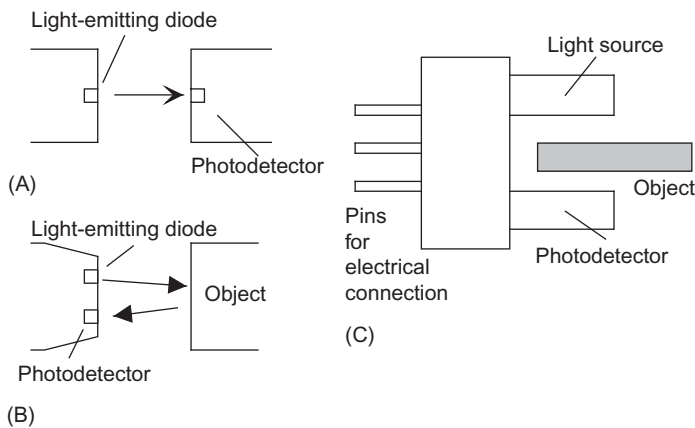 Light-emitting diode
Photodetector
(A)
Light-emitting diode
Object
Photodetector
(B)
Light source
Object
Pins
for
electrical
connection
Photodetector
(C)